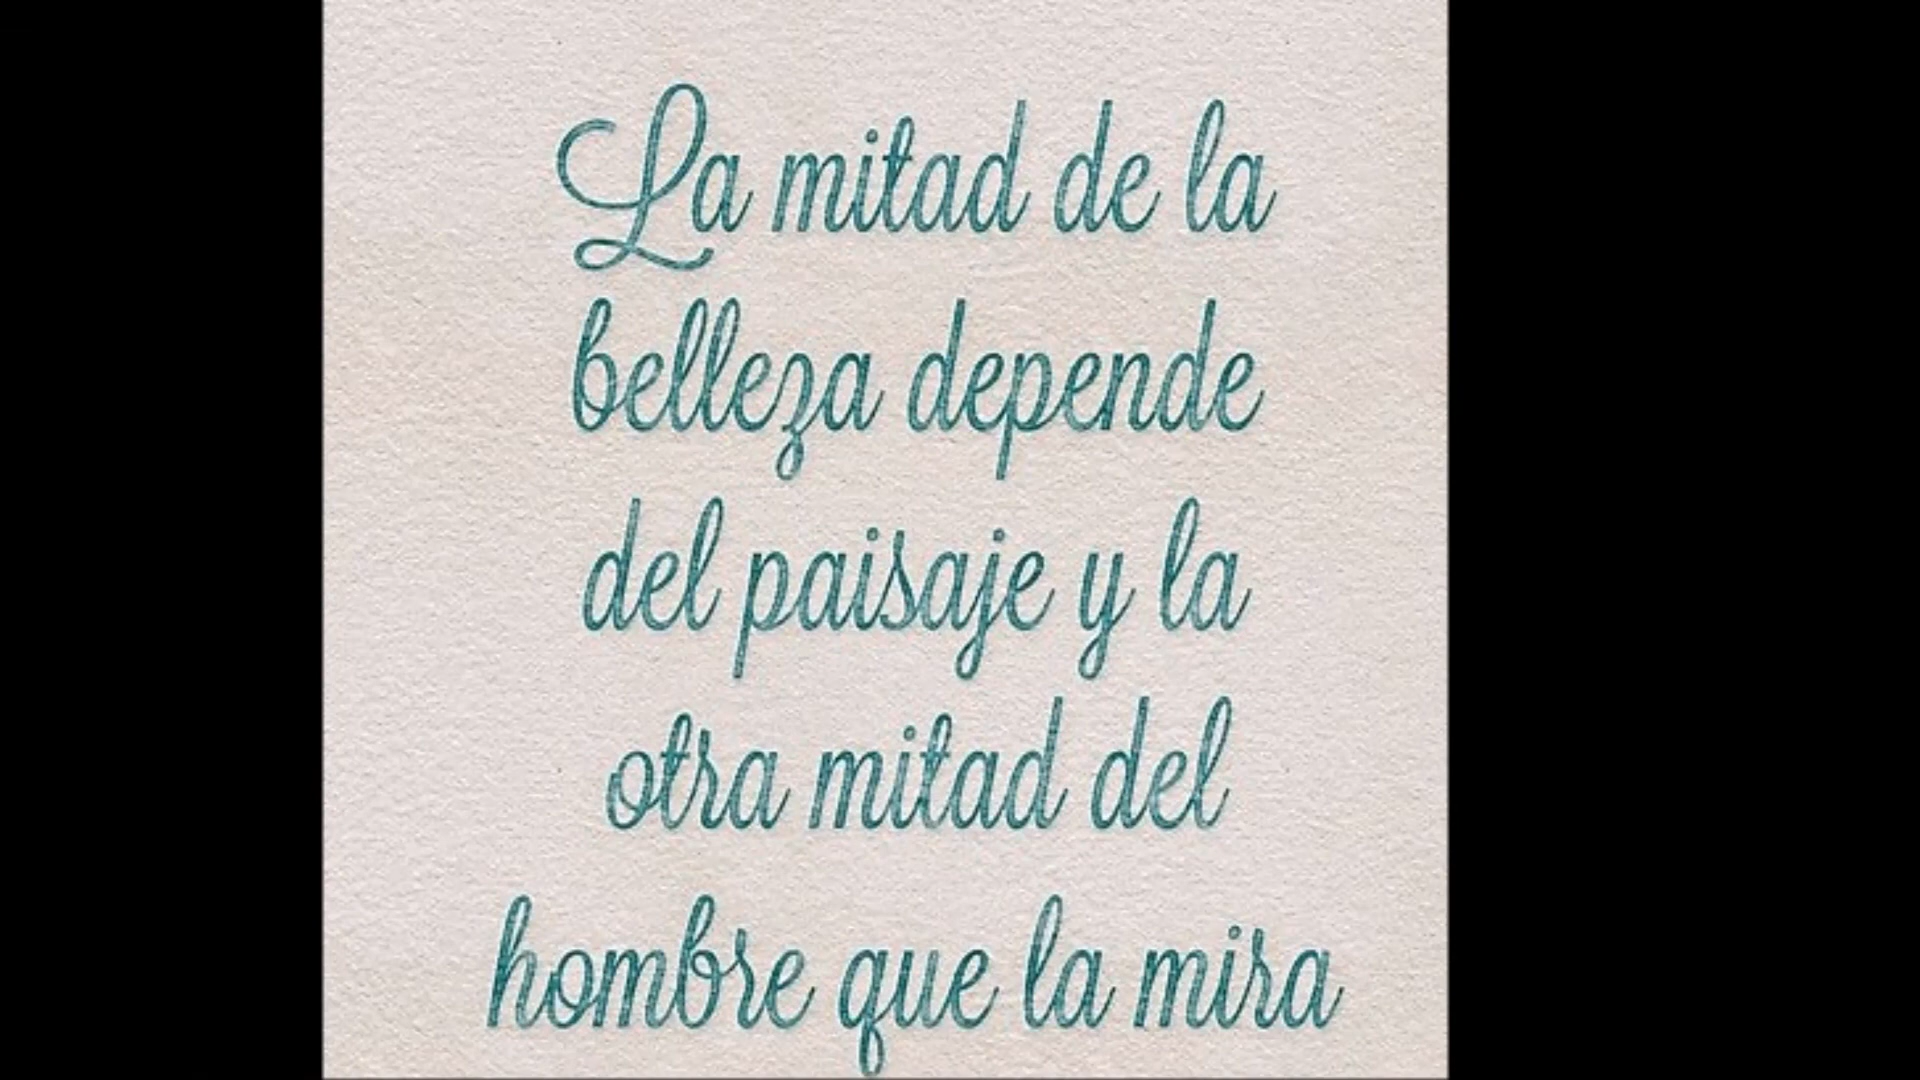 La mitad de la
belleza depende
del paisaje y la
otra mitad del
hombre que la mira